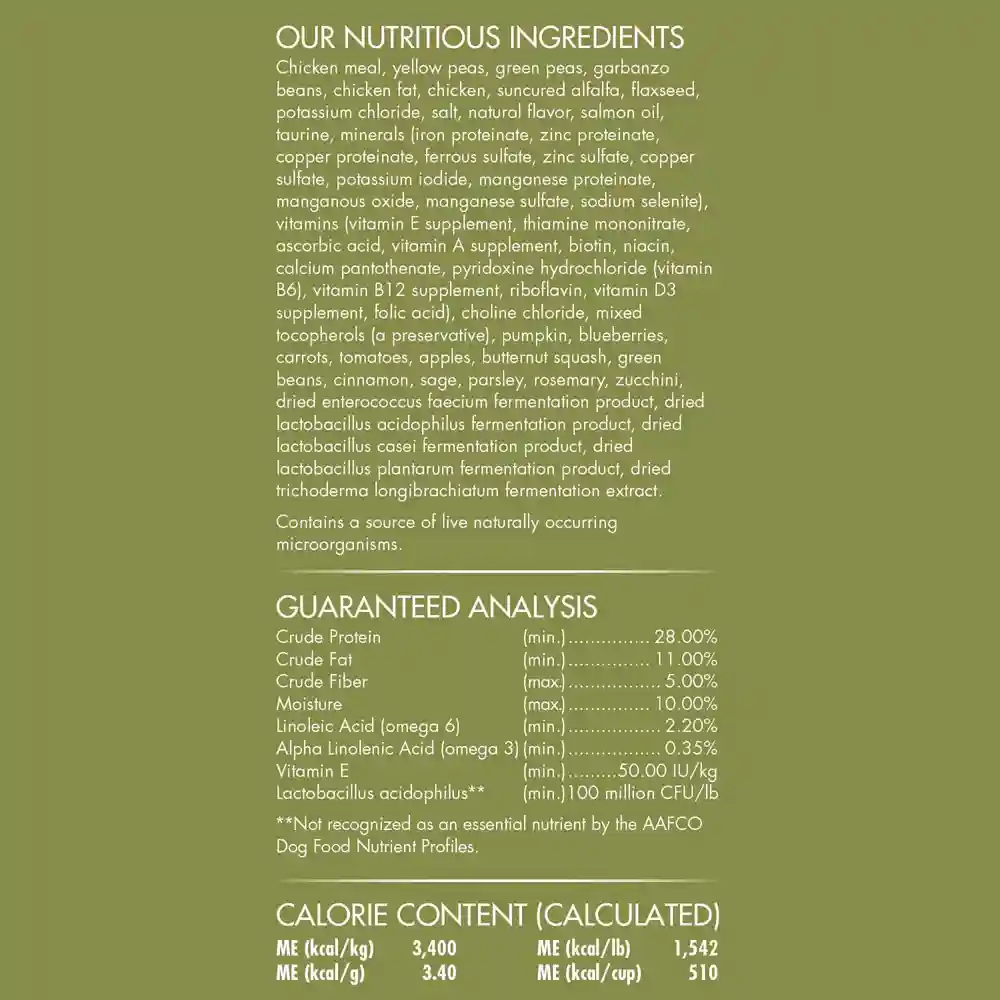 OUR NUTRITIOUS INGREDIENTS
Chicken meal, yellow peas, green peas, garbanzo
beans, chicken fat, chicken, suncured alfalfa, flaxseed,
potassium chloride, salt, natural flavor, salmon oil,
taurine, minerals (iron proteinate, zinc proteinate,
copper proteinate, ferrous sulfate, zinc sulfate, copper
sulfate, potassium iodide, manganese proteinate,
manganous oxide, manganese sulfate, sodium selenite),
vitamins (vitamin E supplement, thiamine mononitrate,
ascorbic acid, vitamin A supplement, biotin, niacin,
calcium pantothenate, pyridoxine hydrochloride (vitamin
B6), vitamin B12 supplement, riboflavin, vitamin D3
supplement, folic acid), choline chloride, mixed
tocopherols (a preservative), pumpkin, blueberries,
carrots, tomatoes, apples, butternut squash, green
beans, cinnamon, sage, parsley, rosemary, zucchini,
dried enterococcus faecium fermentation product, dried
lactobacillus acidophilus fermentation product, dried
lactobacillus casei fermentation product, dried
lactobacillus plantarum fermentation product, dried
trichoderma longibrachiatum fermentation extract.
Contains a source of live naturally occurring
microorganisms.
GUARANTEED ANALYSIS
Crude Protein (min.)............... 28.00%
Crude Fat (min.)............... 11.00%
Crude Fiber (max.)................. 5.00%
Moisture (max.)............... 10.00%
Linoleic Acid (omega 6) (min.)................. 2.20%
Alpha Linolenic Acid (omega 3) (min.)................. 0.35%
Vitamin E (min.).........50.00 IU/kg
Lactobacillus acidophilus** (min.)100 million CFU/lb
**Not recognized as an essential nutrient by the AAFCO
Dog Food Nutrient Profiles.
CALORIE CONTENT (CALCULATED)
ME (kcal/kg) 3,400 ME (kcal/lb) 1,542
ME (kcal/g) 3.40 ME (kcal/cup) 510